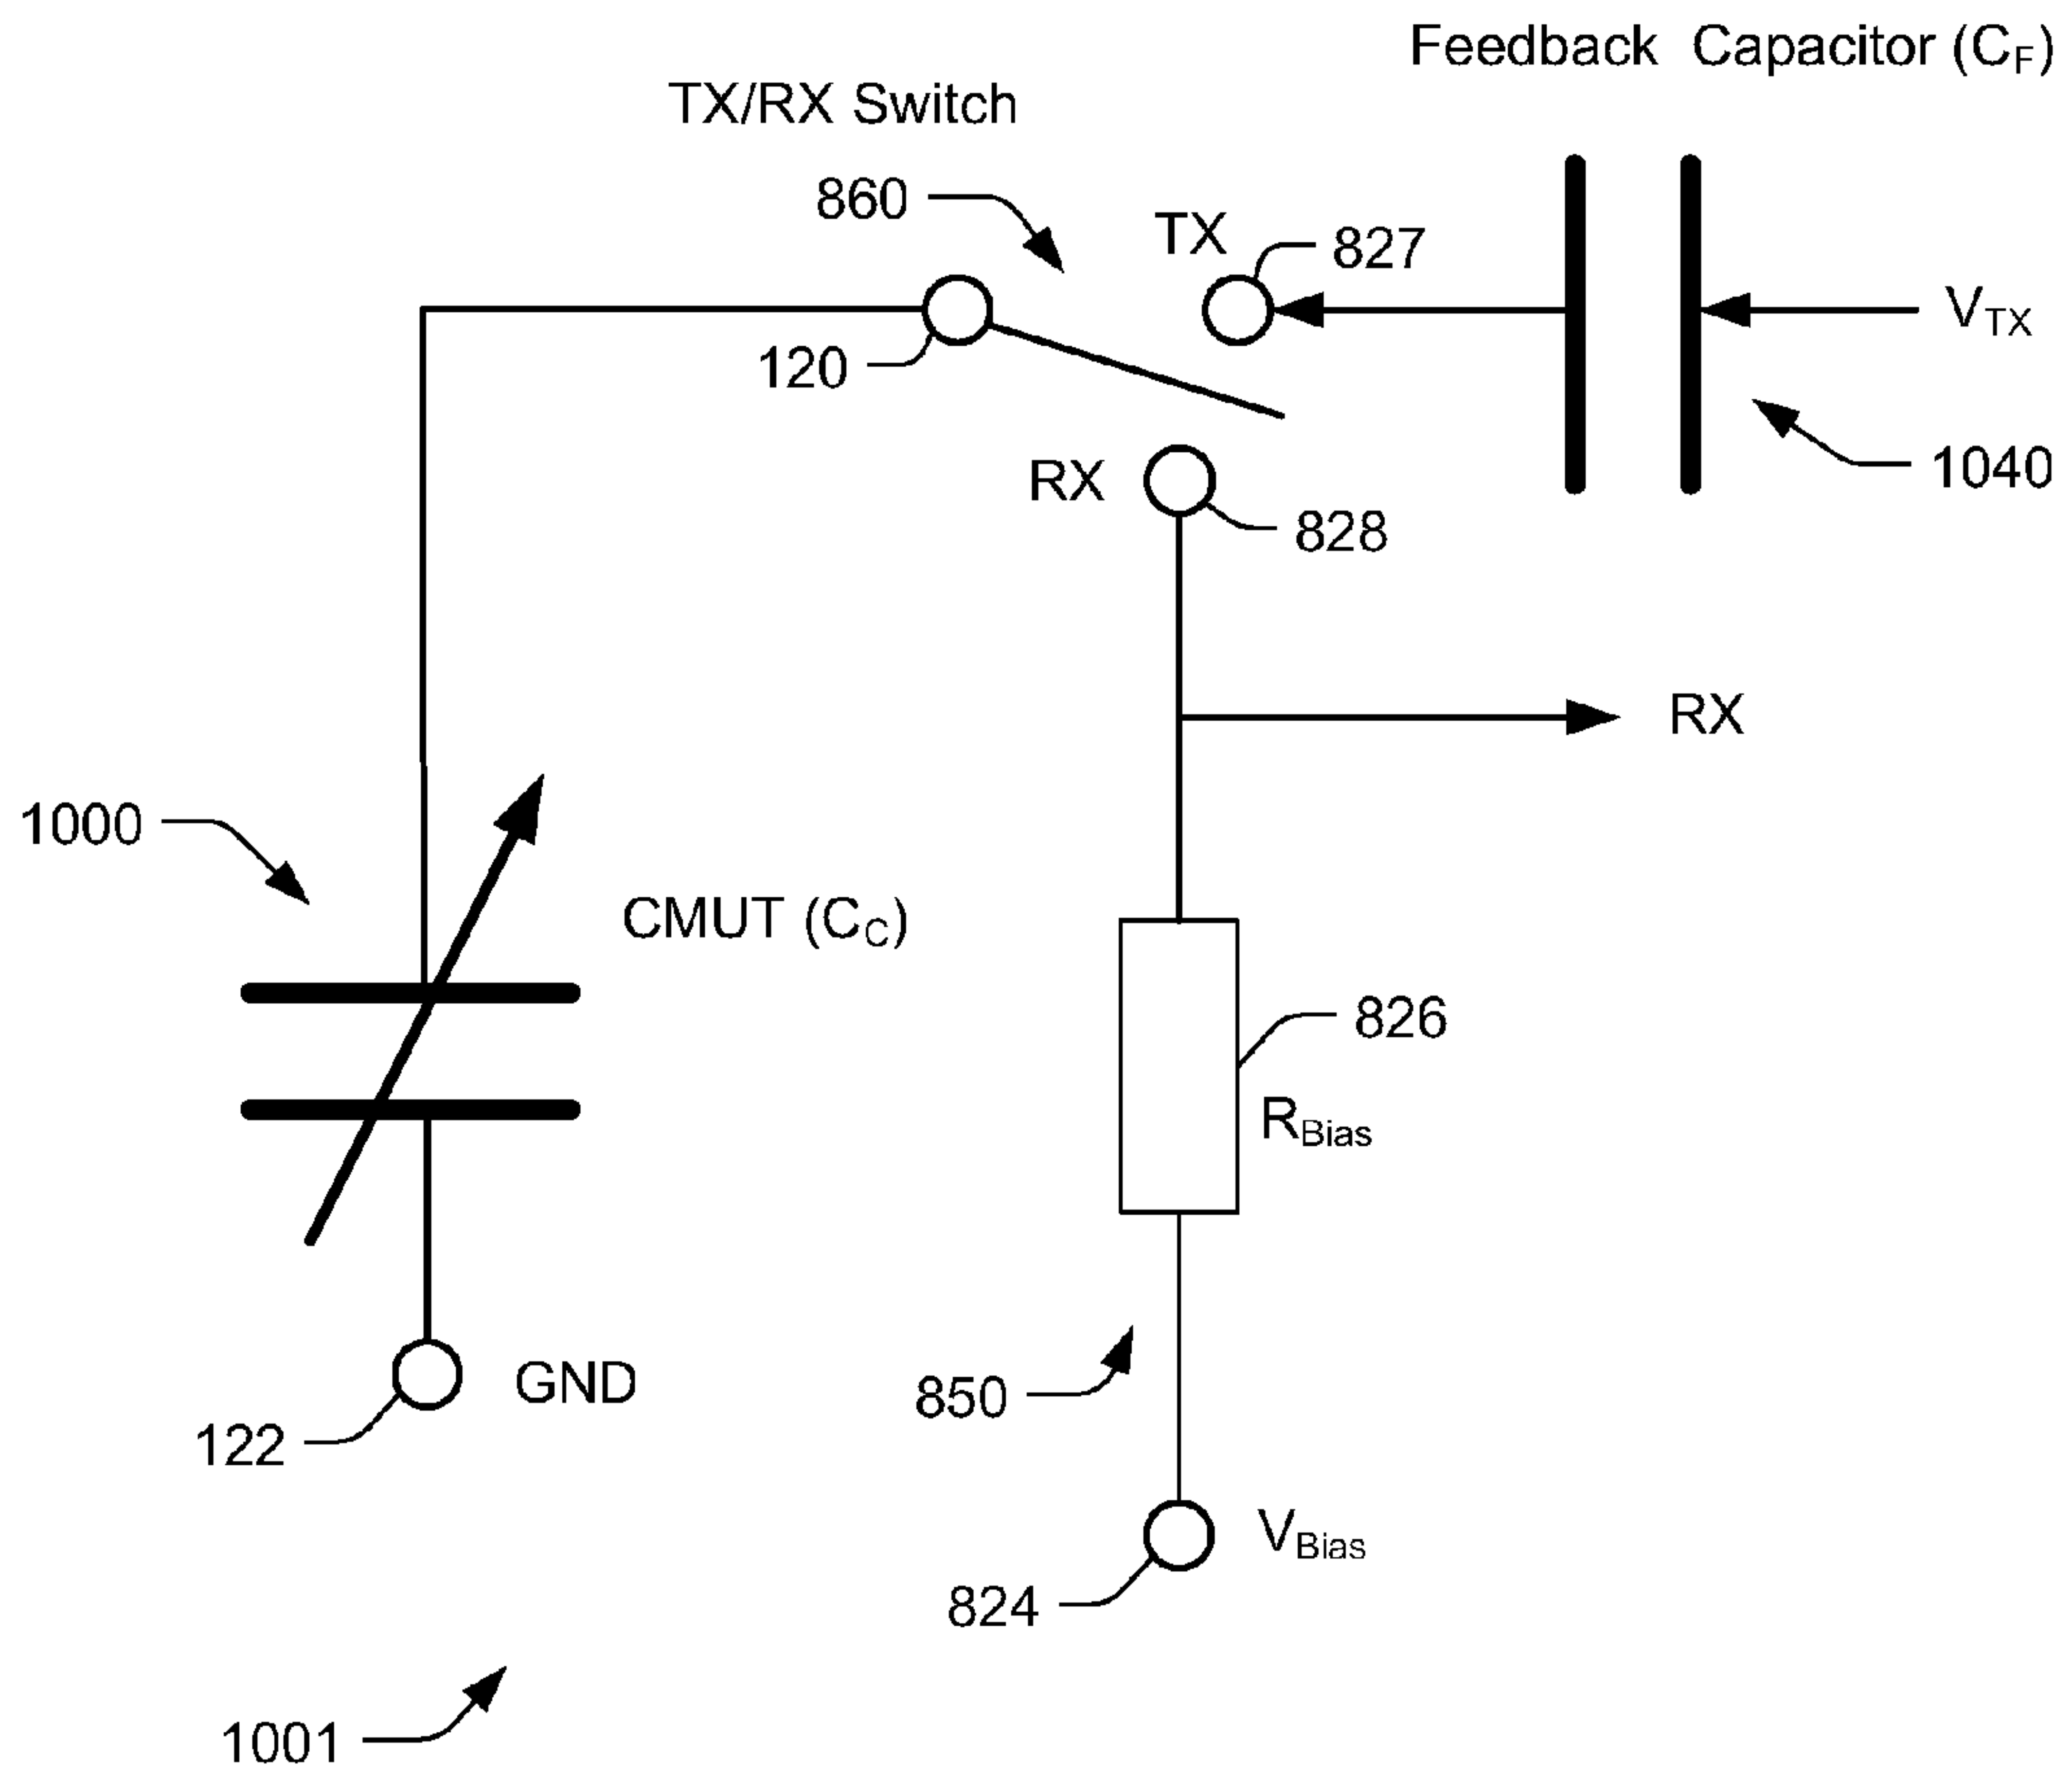 Feedback Capacitor (CF)
TX/RX Switch
860
TX
827
VTX
120
1040
RX
828
RX
1000
CMUT (CC)
826
RBias
GND
850
122
VBias
824
1001